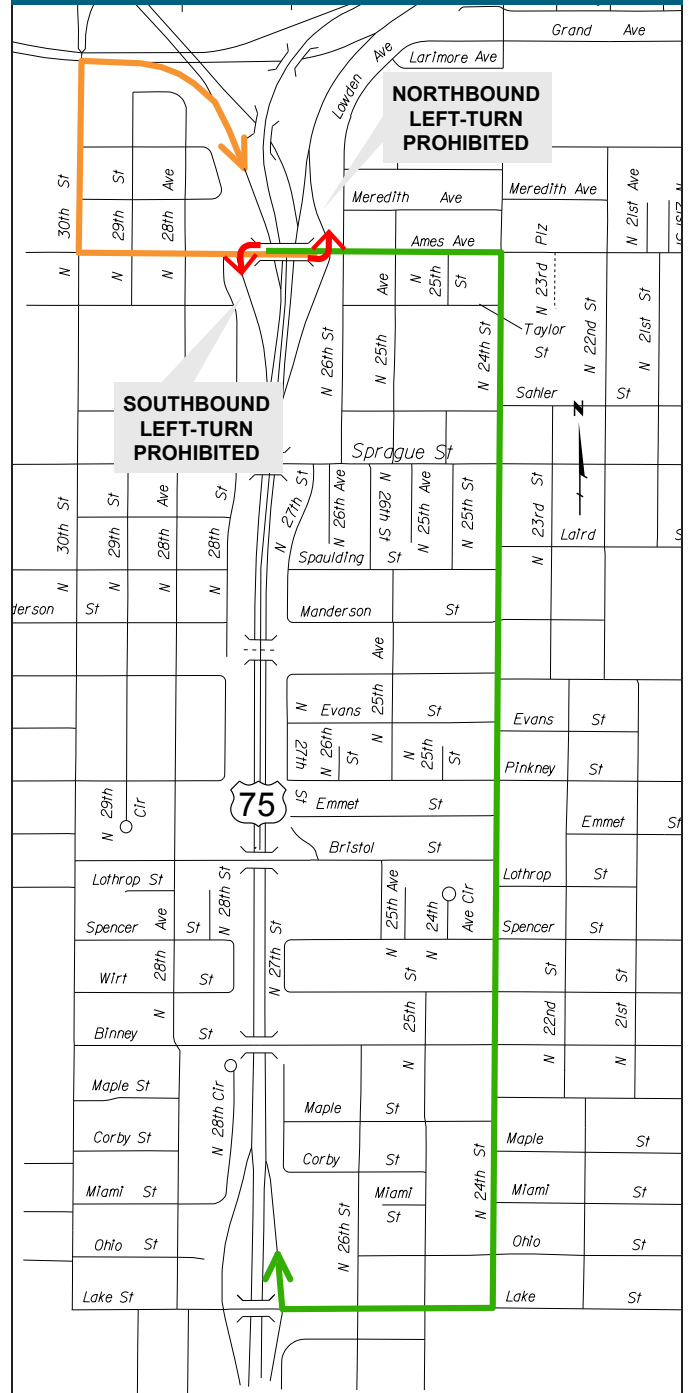 Grand Ave
Larimore Ave
Lowden Ave
NORTHBOUND
LEFT-TURN
PROHIBITED
N 30th St
N 29th St
N 28th Ave
Meredith Ave
Meredith Ave
N 21st Ave
Ames Ave
N 23rd Plz
N 25th Ave
N 25th St
N 26th St
N 24th St
Taylor St
N 22nd St
N 21st St
Sahler St
SOUTHBOUND
LEFT-TURN
PROHIBITED
N
Sprague St
N 30th St
N 29th St
N 28th Ave
N 28th St
N 27th St
N 26th Ave
N 26th St
N 25th Ave
N 25th St
N 23rd St
Laird
Spaulding St
derson St
Manderson St
N 25th Ave
N 27th St
Evans St
Evans St
N 26th St
N 25th St
Pinkney St
75
N 29th Cir
Emmet St
Emmet St
Bristol St
Lothrop St
Lothrop St
N 28th St
N 25th Ave
N 24th Ave Cir
Spencer St
Spencer St
N 28th Ave
N 27th St
Wirt St
N 25th St
N 22nd St
N 21st St
Binney St
Maple St
N 28th Cir
Maple St
Maple St
Corby St
Corby St
N 24th St
Miami St
Miami St
Miami St
N 26th St
Ohio St
Ohio St
Lake St
Lake St